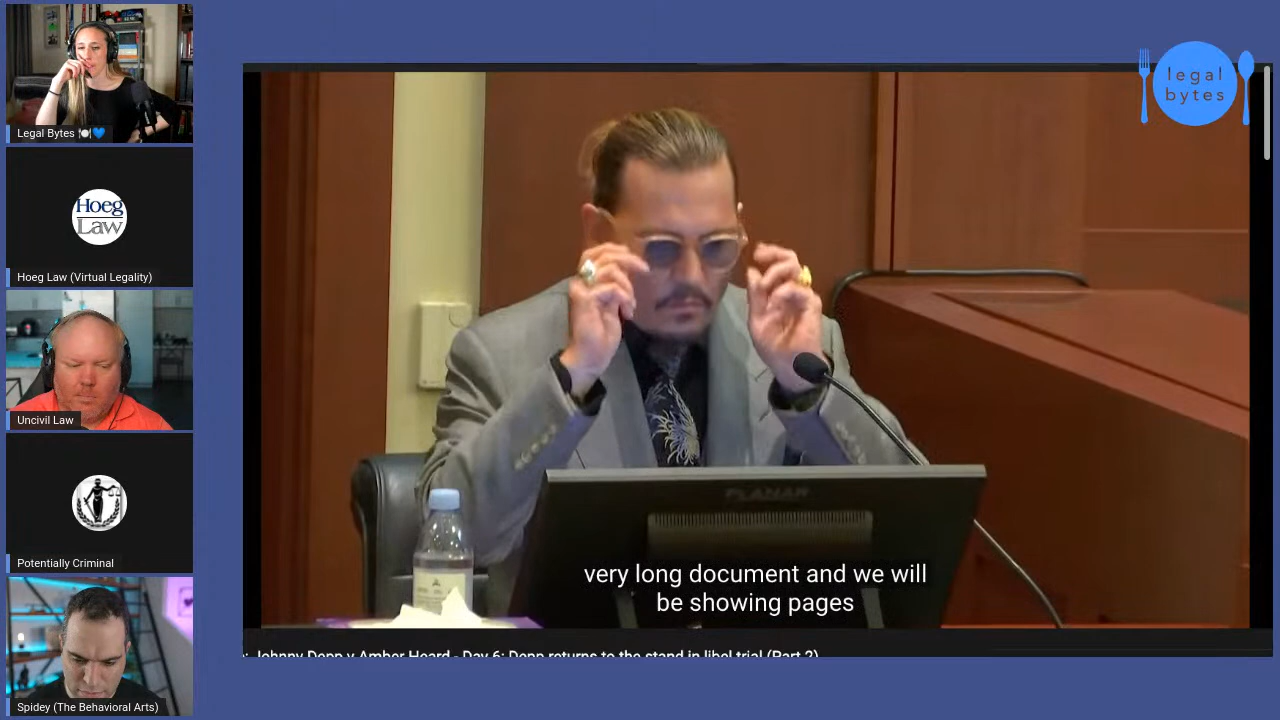 Legal Bytes 🍽️💙
Hoeg
Law
Hoeg Law (Virtual Legality)
Uncivil Law
Potentially Criminal
Spidey (The Behavioral Arts)
legal
bytes
PLANAR
very long document and we will
be showing pages
: Johnny Depp v Amber Heard - Day 6: Depp returns to the stand in libel trial (Part 2)